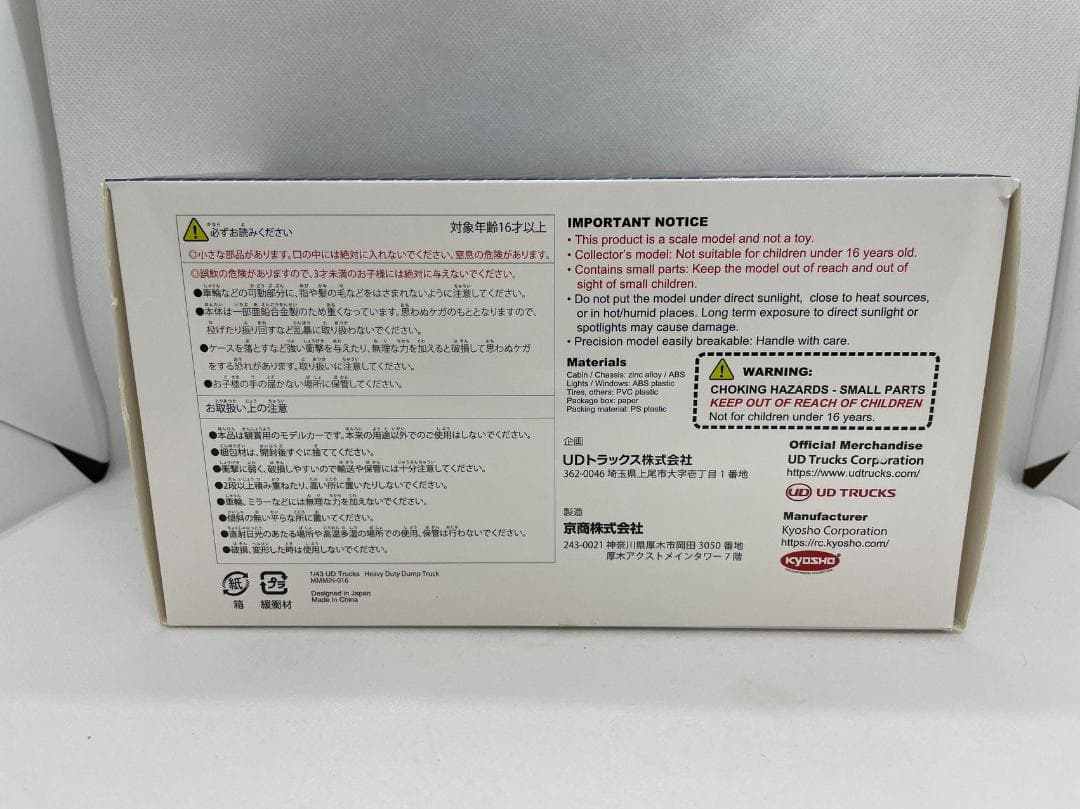 必ずお読みください
対象年齢16才以上
◎小さな部品があります。口の中には絶対に入れないでください。窒息の危険があります。
◎誤飲の危険がありますので、3才未満のお子様には絶対に与えないでください。
●車輪などの可動部分に、指や髪の毛などをはさまれないように注意してください。
●本体は一部亜鉛合金製のため重くなっています。思わぬケガのもととなりますので、
投げたり振り回すなど乱暴に取り扱わないでください。
●ケースを落とすなど強い衝撃を与えたり、無理な力を加えると破損して思わぬケガ
をする恐れがあります。取り扱いに注意してください。
●お子様の手の届かない場所に保管してください。
お取扱い上の注意
●本品は観賞用のモデルカーです。本来の用途以外でのご使用はしないでください。
●梱包材は、開封後すぐに捨ててください。
●衝撃に弱く、破損しやすいので輸送や保管には十分注意してください。
●2段以上積み重ねたり、高い所に置いたりしないでください。
●車輪、ミラーなどには無理な力を加えないでください。
●傾斜の無い平らな所に置いてください。
●直射日光のあたる場所や高温多湿の場所での使用、保管は行わないでください。
●破損、変形した時は使用しないでください。
紙
箱
プラ
緩衝材
1/43 UD Trucks Heavy Duty Dump Truck
MMMiN-016
Designed in Japan
Made in China
IMPORTANT NOTICE
• This product is a scale model and not a toy.
• Collector's model: Not suitable for children under 16 years old.
• Contains small parts: Keep the model out of reach and out of
sight of small children.
• Do not put the model under direct sunlight, close to heat sources,
or in hot/humid places. Long term exposure to direct sunlight or
spotlights may cause damage.
• Precision model easily breakable: Handle with care.
Materials
Cabin / Chassis: zinc alloy / ABS
Lights / Windows: ABS plastic
Tires, others: PVC plastic
Package box: paper
Packing material: PS plastic
WARNING:
CHOKING HAZARDS - SMALL PARTS
KEEP OUT OF REACH OF CHILDREN
Not for children under 16 years.
企画
UDトラックス株式会社
362-0046 埼玉県上尾市大字壱丁目1番地
製造
京商株式会社
243-0021 神奈川県厚木市岡田 3050 番地
厚木アクストメインタワー 7 階
Official Merchandise
UD Trucks Corporation
https://www.udtrucks.com/
UD UD TRUCKS
Manufacturer
Kyosho Corporation
https://rc.kyosho.com/
KYOSHO